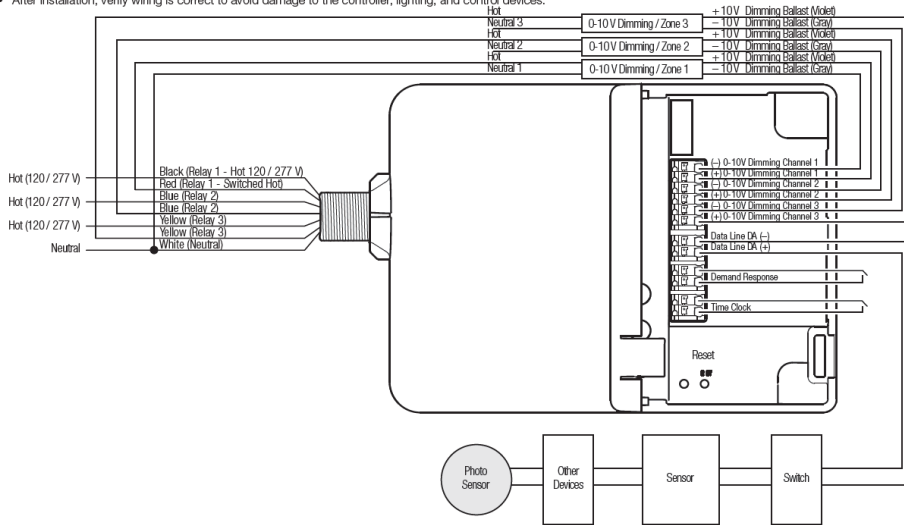 After installation, verify wiring is correct to avoid damage to the controller, lighting, and control devices.
Hot
Neutral 3
0-10 V Dimming / Zone 3
+ 10 V Dimming Ballast (Violet)
– 10 V Dimming Ballast (Gray)
Hot
Neutral 2
0-10 V Dimming / Zone 2
+ 10 V Dimming Ballast (Violet)
– 10 V Dimming Ballast (Gray)
Hot
Neutral 1
0-10 V Dimming / Zone 1
+ 10 V Dimming Ballast (Violet)
– 10 V Dimming Ballast (Gray)
Hot (120 / 277 V)
Hot (120 / 277 V)
Hot (120 / 277 V)
Neutral
Black (Relay 1 - Hot 120 / 277 V)
Red (Relay 1 - Switched Hot)
Blue (Relay 2)
Blue (Relay 2)
Yellow (Relay 3)
Yellow (Relay 3)
White (Neutral)
(–) 0-10V Dimming Channel 1
(+) 0-10V Dimming Channel 1
(–) 0-10V Dimming Channel 2
(+) 0-10V Dimming Channel 2
(–) 0-10V Dimming Channel 3
(+) 0-10V Dimming Channel 3
Data Line DA (–)
Data Line DA (+)
Demand Response
Time Clock
Reset
Photo
Sensor
Other
Devices
Sensor
Switch